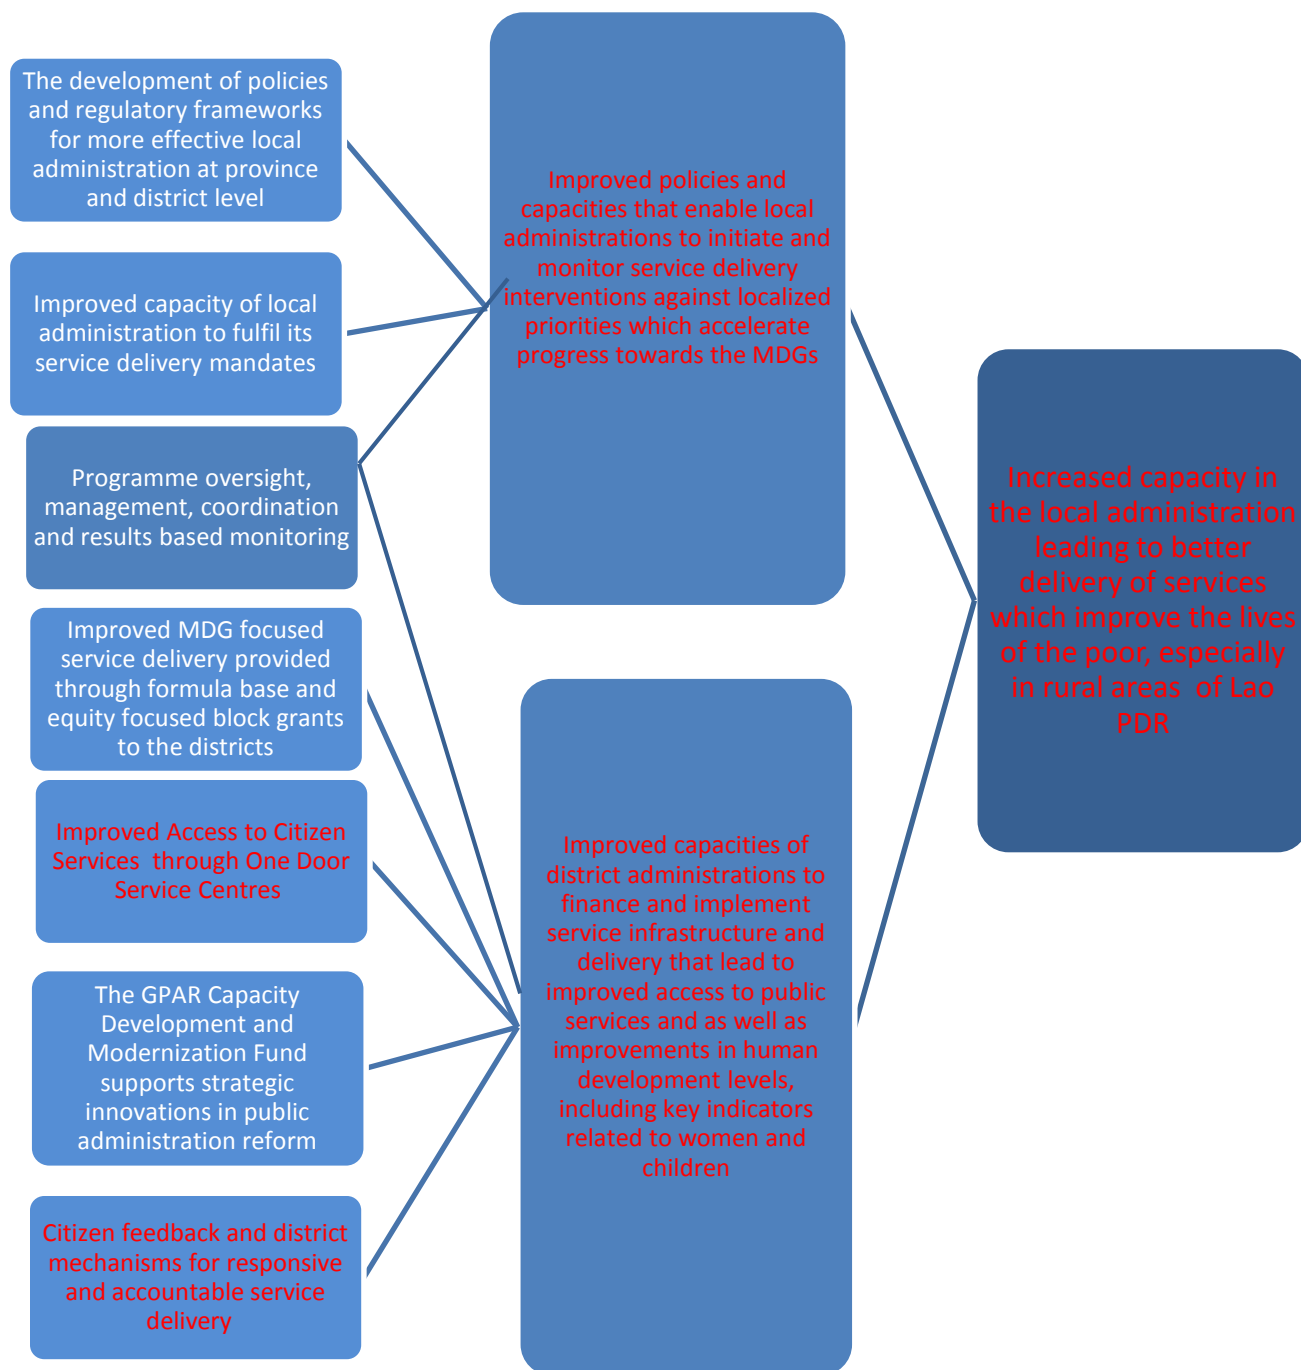 The development of policies
and regulatory frameworks
for more effective local
administration at province
and district level
Improved capacity of local
administration to fulfil its
service delivery mandates
Programme oversight,
management, coordination
and results based monitoring
Improved MDG focused
service delivery provided
through formula base and
equity focused block grants
to the districts
Improved Access to Citizen
Services through One Door
Service Centres
The GPAR Capacity
Development and
Modernization Fund
supports strategic
innovations in public
administration reform
Citizen feedback and district
mechanisms for responsive
and accountable service
delivery
Improved policies and
capacities that enable local
administrations to initiate and
monitor service delivery
interventions against localized
priorities which accelerate
progress towards the MDGs
Improved capacities of
district administrations to
finance and implement
service infrastructure and
delivery that lead to
improved access to public
services and as well as
improvements in human
development levels,
including key indicators
related to women and
children
Increased capacity in
the local administration
leading to better
delivery of services
which improve the lives
of the poor, especially
in rural areas of Lao
PDR